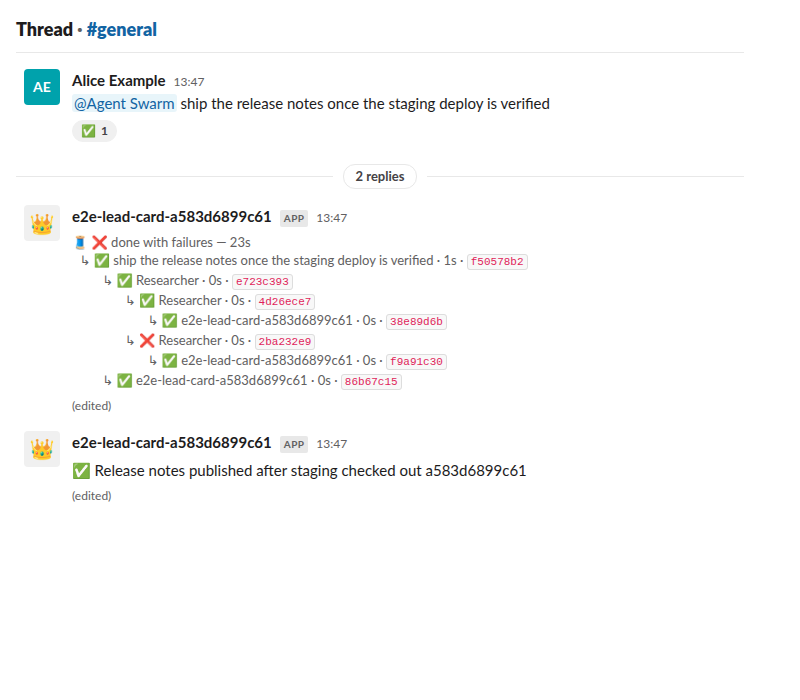 Thread • #general
AE
Alice Example 13:47
@Agent Swarm ship the release notes once the staging deploy is verified
✅ 1
2 replies
e2e-lead-card-a583d6899c61 APP 13:47
🧵 ❌ done with failures — 23s
↳ ✅ ship the release notes once the staging deploy is verified · 1s · f50578b2
↳ ✅ Researcher · 0s · e723c393
↳ ✅ Researcher · 0s · 4d26ece7
↳ ✅ e2e-lead-card-a583d6899c61 · 0s · 38e89d6b
↳ ❌ Researcher · 0s · 2ba232e9
↳ ✅ e2e-lead-card-a583d6899c61 · 0s · f9a91c30
↳ ✅ e2e-lead-card-a583d6899c61 · 0s · 86b67c15
(edited)
e2e-lead-card-a583d6899c61 APP 13:47
✅ Release notes published after staging checked out a583d6899c61
(edited)